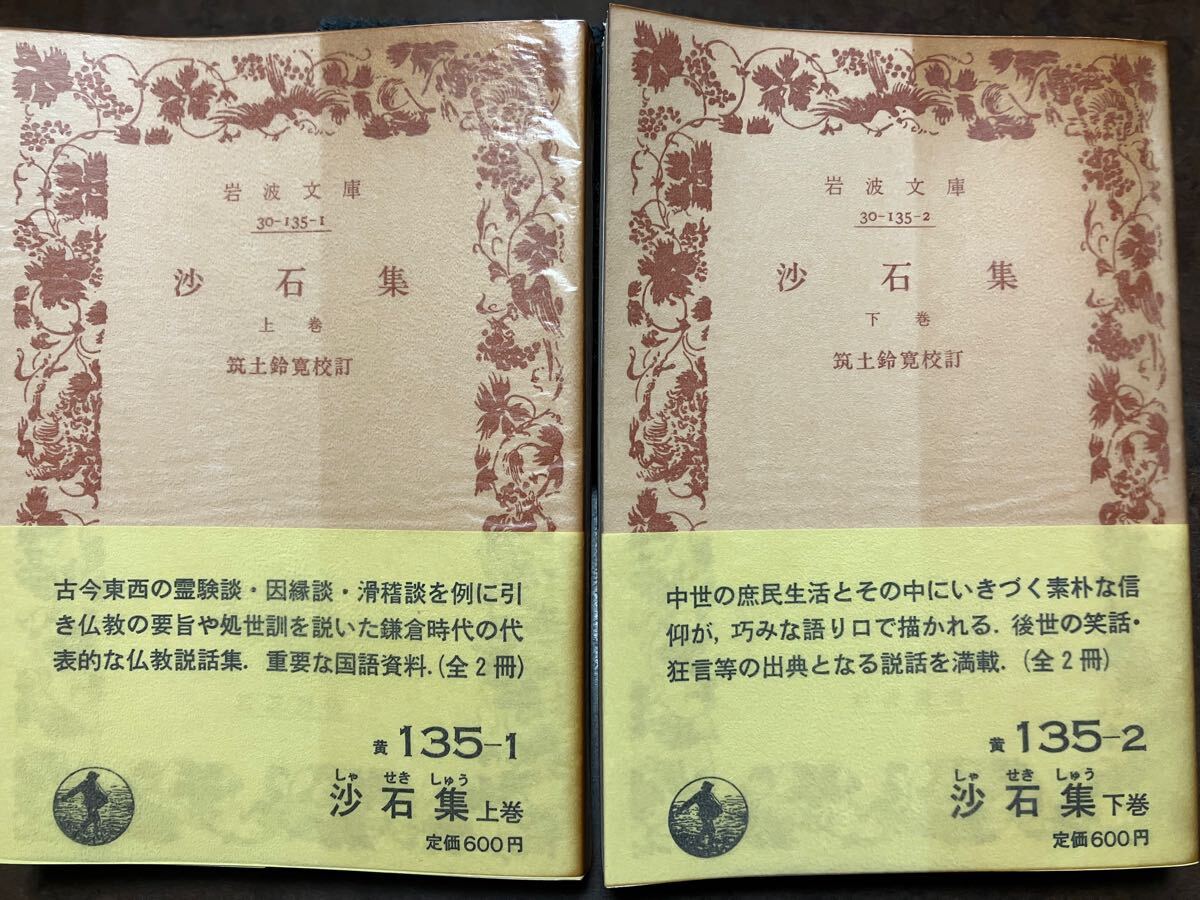 岩波文庫
30-135-1
沙石集
上巻
筑土鈴寛校訂
古今東西の霊験談・因縁談・滑稽談を例に引
き仏教の要旨や処世訓を説いた鎌倉時代の代
表的な仏教説話集. 重要な国語資料.(全2冊)
黄 135-1
しゃ せき しゅう
沙石集 上巻
定価600円
岩波文庫
30-135-2
沙石集
下巻
筑土鈴寛校訂
中世の庶民生活とその中にいきづく素朴な信
仰が, 巧みな語り口で描かれる. 後世の笑話・
狂言等の出典となる説話を満載. (全2冊)
黄 135-2
しゃ せき しゅう
沙石集 下巻
定価600円